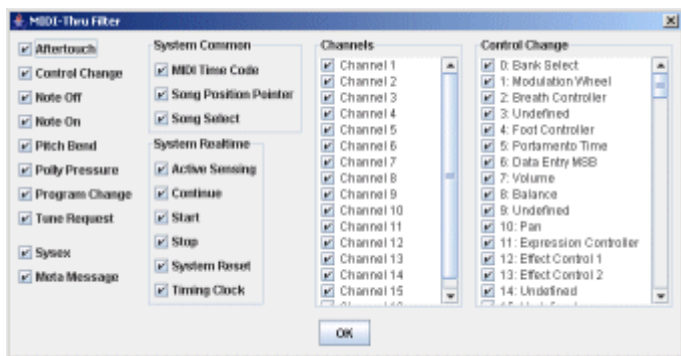 MIDI-Thru Filter
Aftertouch
Control Change
Note Off
Note On
Pitch Bend
Polly Pressure
Program Change
Tune Request
Sysex
Meta Message
System Common
MIDI Time Code
Song Position Pointer
Song Select
System Realtime
Active Sensing
Continue
Start
Stop
System Reset
Timing Clock
Channels
Channel 1
Channel 2
Channel 3
Channel 4
Channel 5
Channel 6
Channel 7
Channel 8
Channel 9
Channel 10
Channel 11
Channel 12
Channel 13
Channel 14
Channel 15
Control Change
0: Bank Select
1: Modulation Wheel
2: Breath Controller
3: Undefined
4: Foot Controller
5: Portamento Time
6: Data Entry MSB
7: Volume
8: Balance
9: Undefined
10: Pan
11: Expression Controller
12: Effect Control 1
13: Effect Control 2
14: Undefined
OK